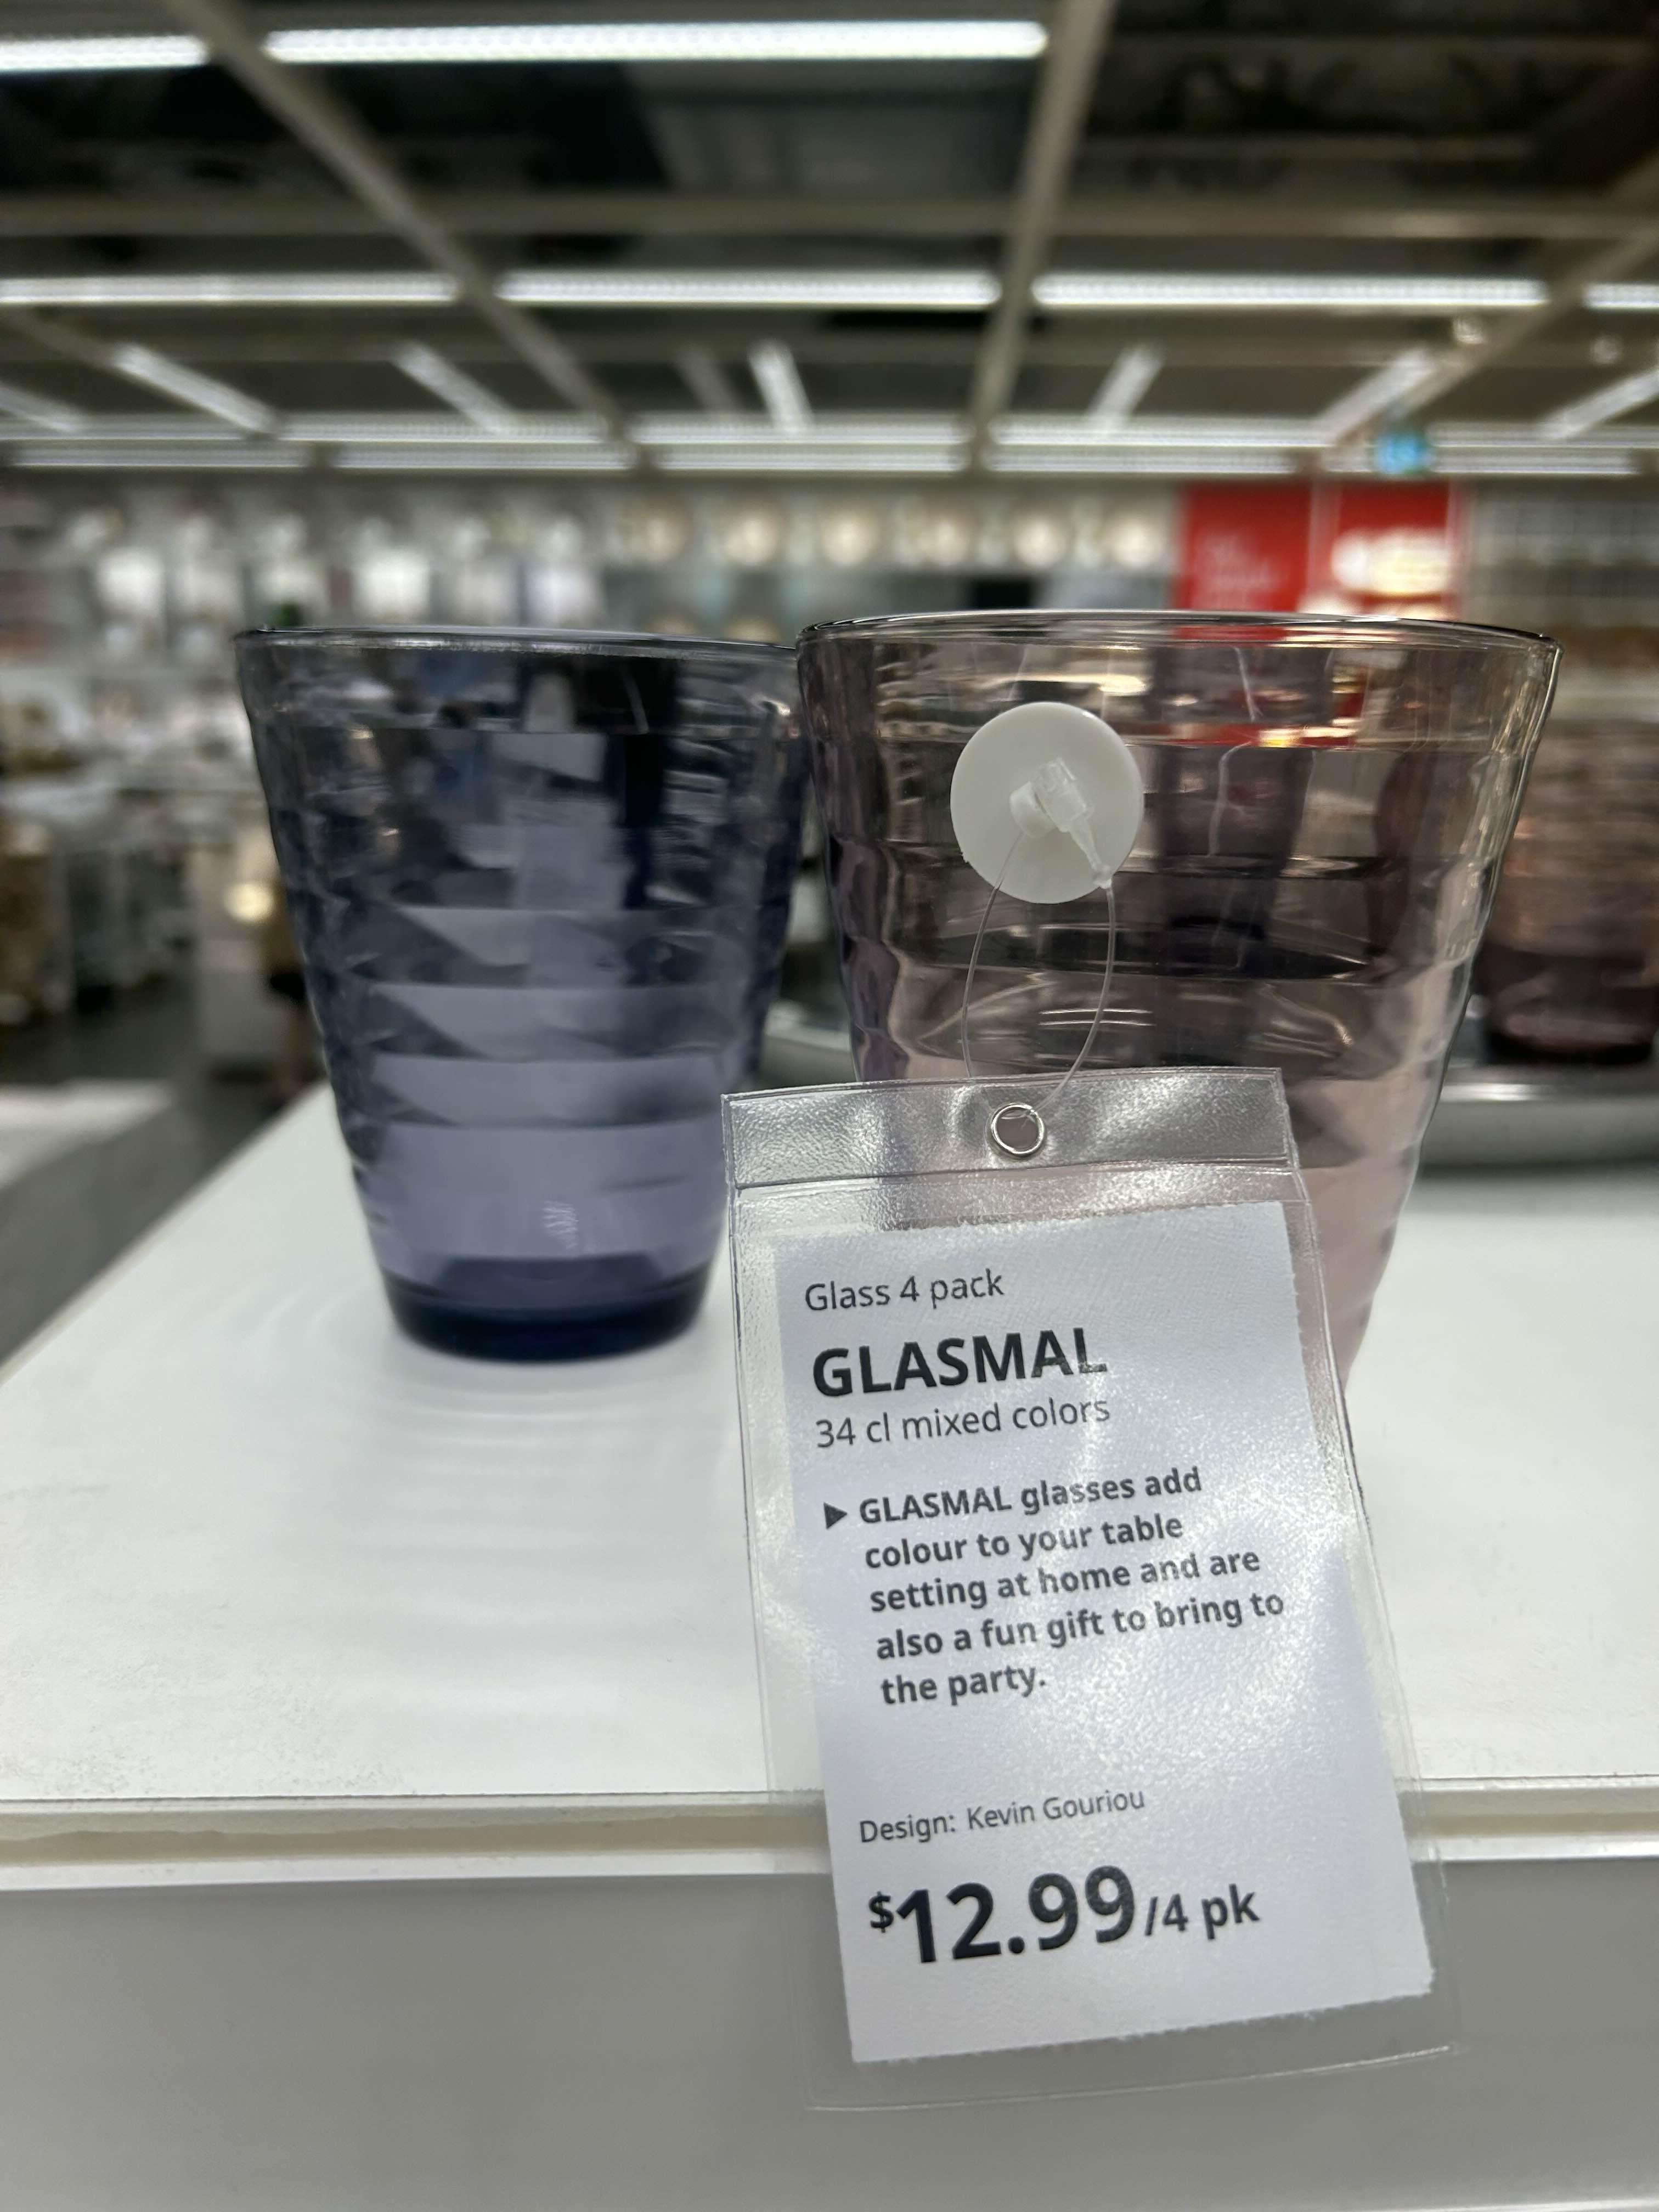 Glass 4 pack
GLASMAL
34 cl mixed colors
▶ GLASMAL glasses add
colour to your table
setting at home and are
also a fun gift to bring to
the party.
Design: Kevin Gouriou
$12.99/4 pk